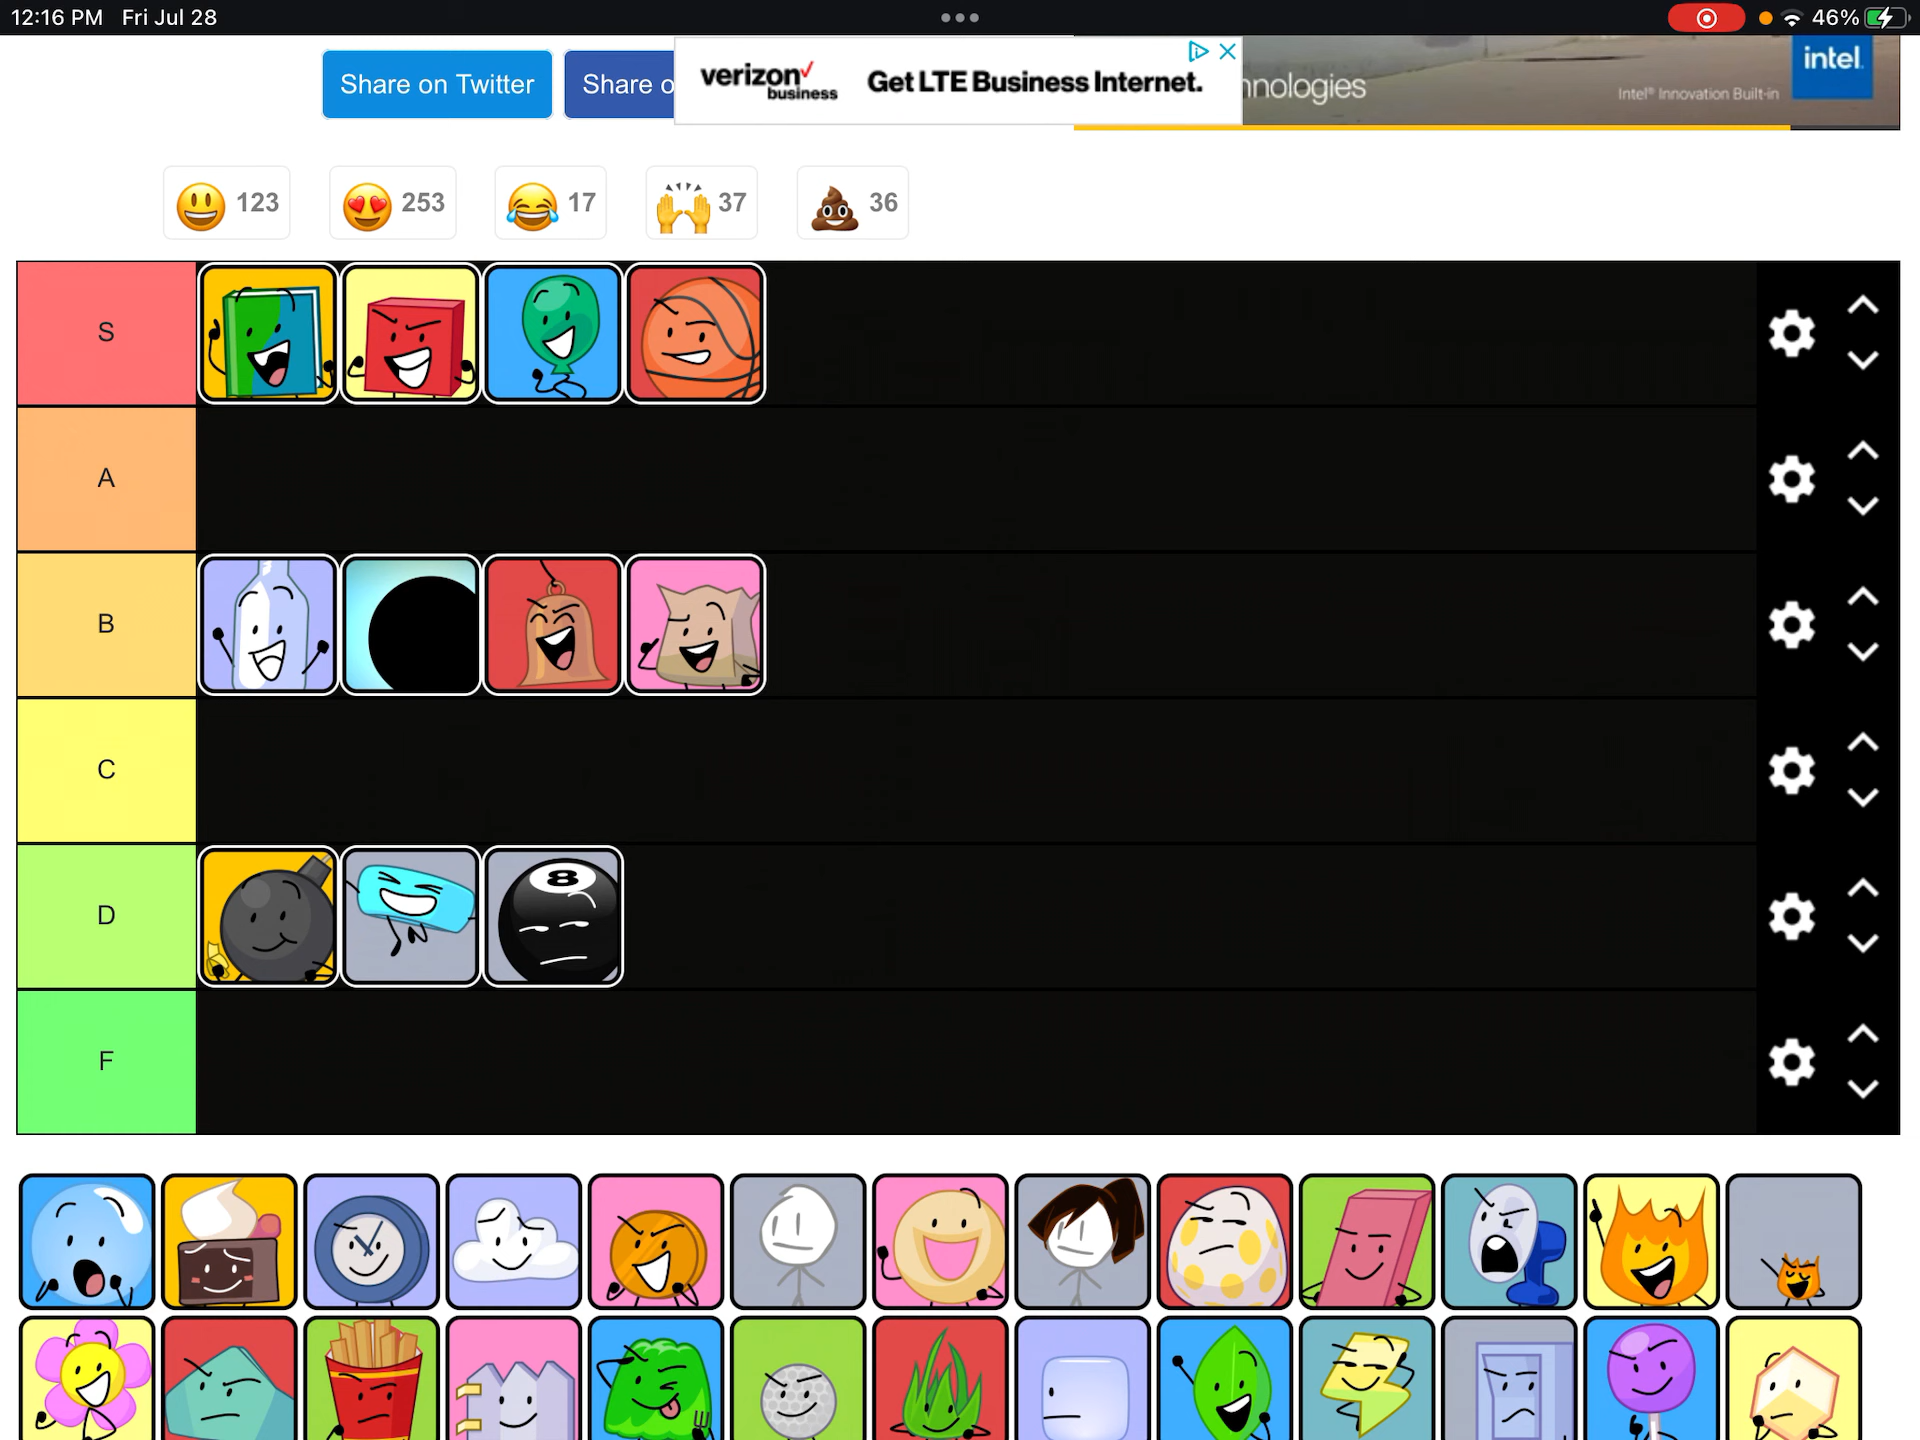 12:16 PM Fri Jul 28
46%
Share on Twitter
Share o
verizon
business
Get LTE Business Internet.
hnologies
Intel® Innovation Built-in
intel.
123
253
17
37
36
S
A
B
C
D
8
F